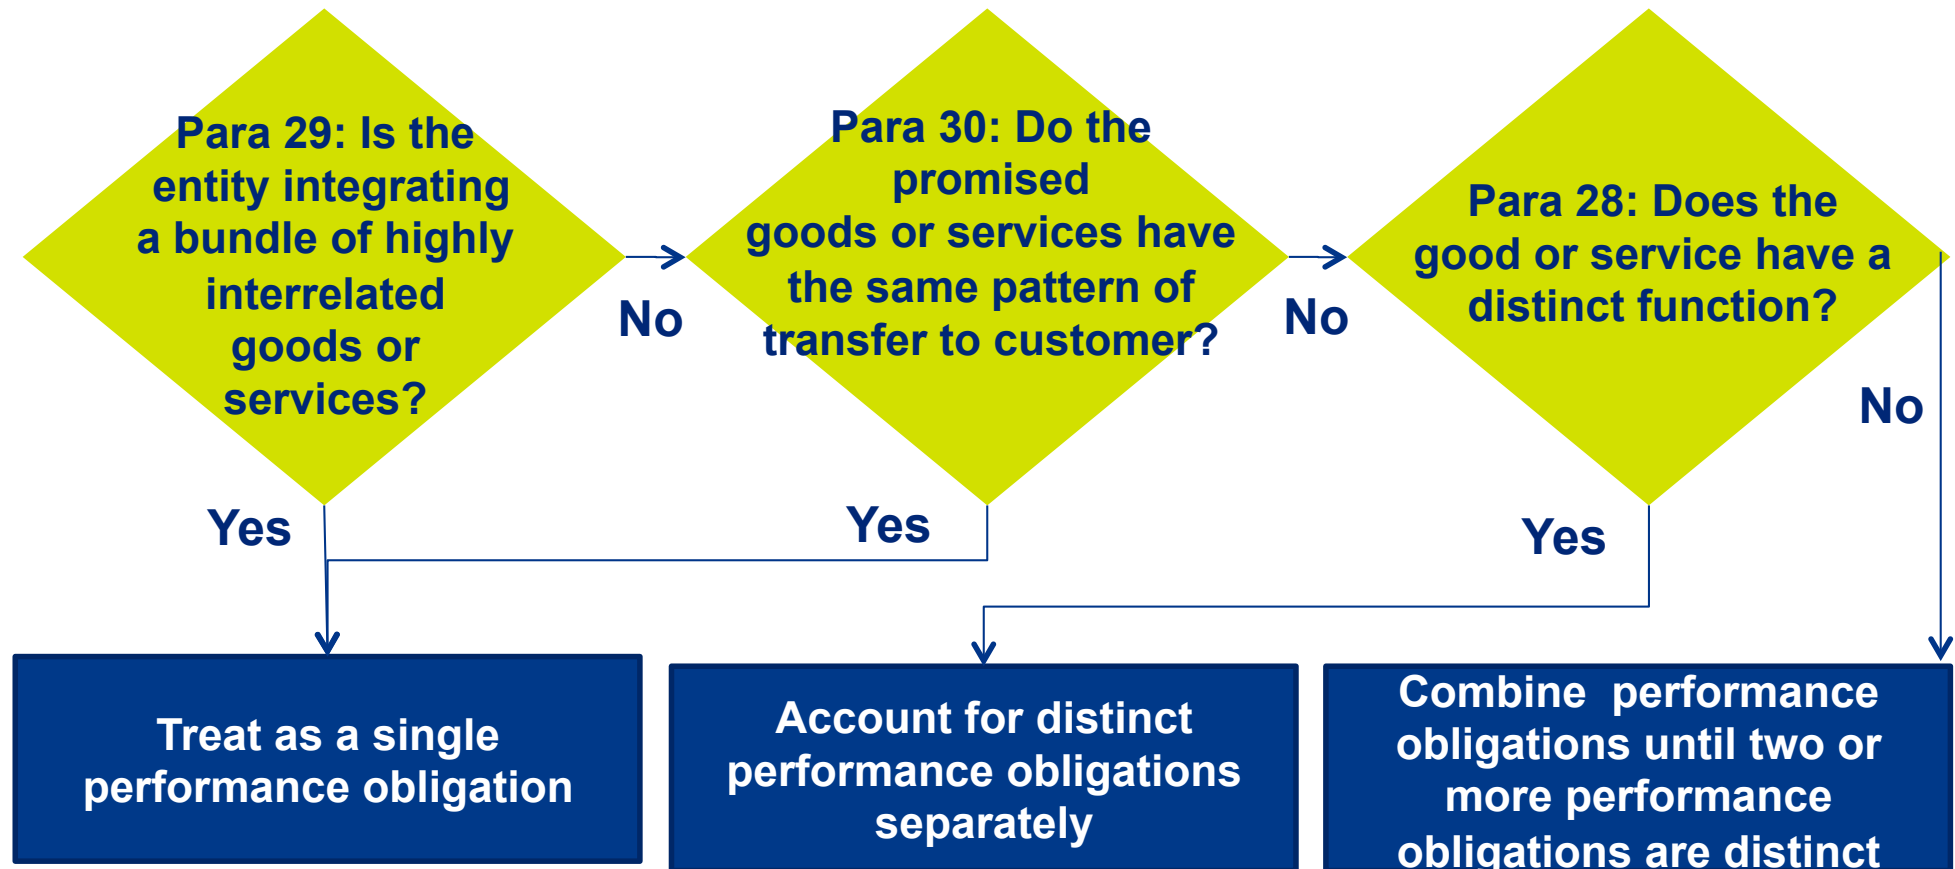 Para 29: Is the
entity integrating
a bundle of highly
interrelated
goods or
services?
No
Yes
Para 30: Do the
promised
goods or services have
the same pattern of
transfer to customer?
No
Yes
Para 28: Does the
good or service have a
distinct function?
No
Yes
Treat as a single
performance obligation
Account for distinct
performance obligations
separately
Combine performance
obligations until two or
more performance
obligations are distinct